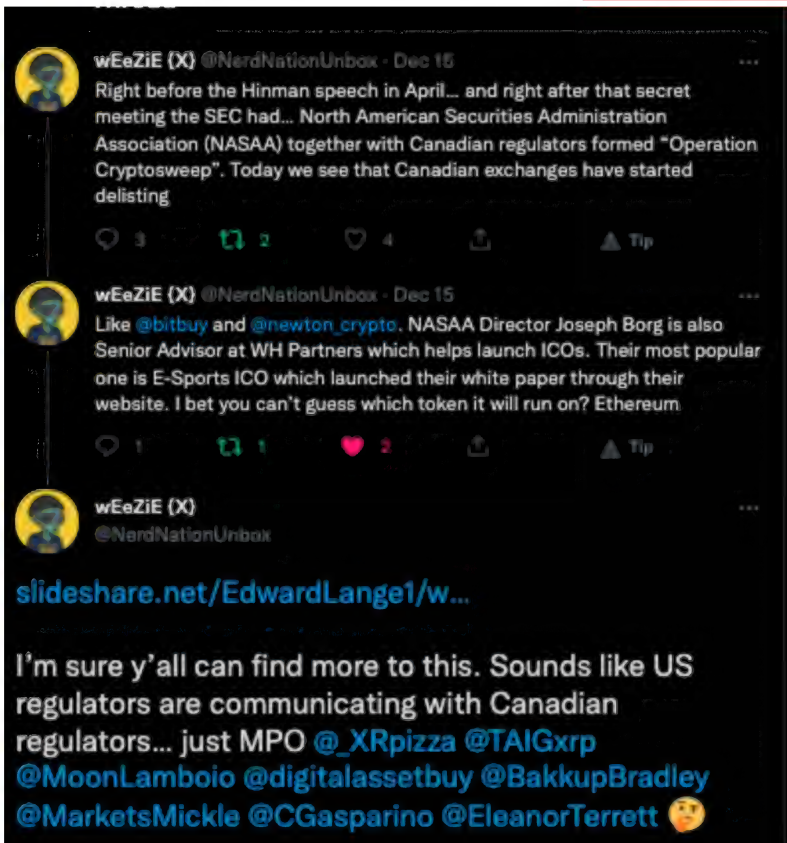 wEeZiE {X} @NerdNationUnbox · Dec 15
Right before the Hinman speech in April... and right after that secret
meeting the SEC had... North American Securities Administration
Association (NASAA) together with Canadian regulators formed "Operation
Cryptosweep". Today we see that Canadian exchanges have started
delisting
3 2 4 Tip
wEeZiE {X} @NerdNationUnbox · Dec 15
Like @bitbuy and @newton_crypto. NASAA Director Joseph Borg is also
Senior Advisor at WH Partners which helps launch ICOs. Their most popular
one is E-Sports ICO which launched their white paper through their
website. I bet you can't guess which token it will run on? Ethereum
1 1 2 Tip
wEeZiE {X}
@NerdNationUnbox
slideshare.net/EdwardLange1/w...
I'm sure y'all can find more to this. Sounds like US
regulators are communicating with Canadian
regulators... just MPO @_XRpizza @TAIGxrp
@MoonLamboio @digitalassetbuy @BakkupBradley
@MarketsMickle @CGasparino @EleanorTerrett 🤔